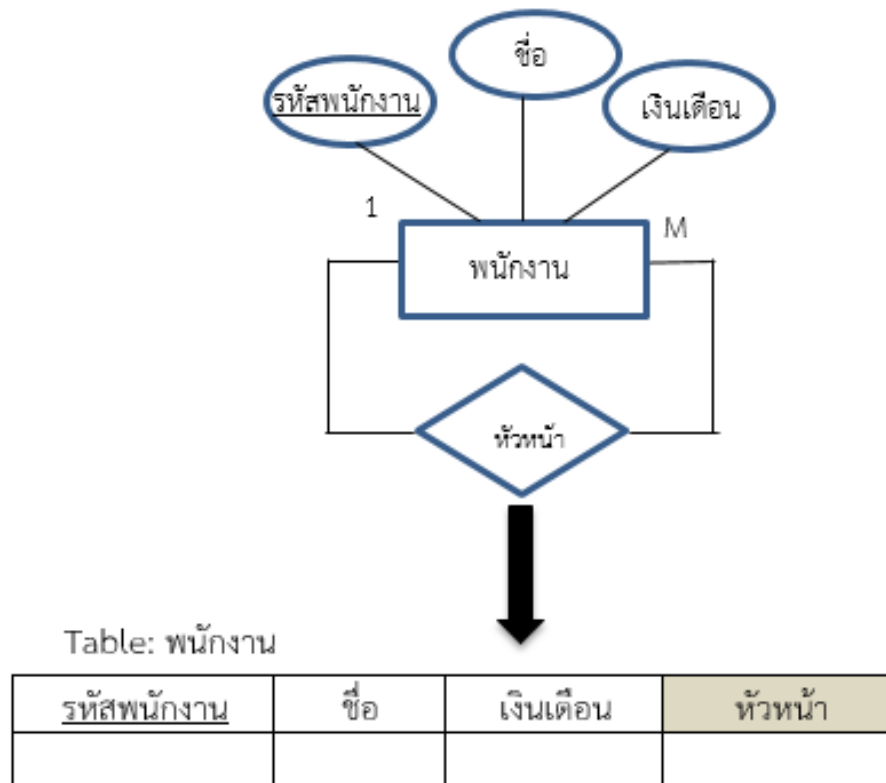 ชื่อ
รหัสพนักงาน
เงินเดือน
1
M
พนักงาน
หัวหน้า
Table: พนักงาน
รหัสพนักงาน ชื่อ เงินเดือน หัวหน้า